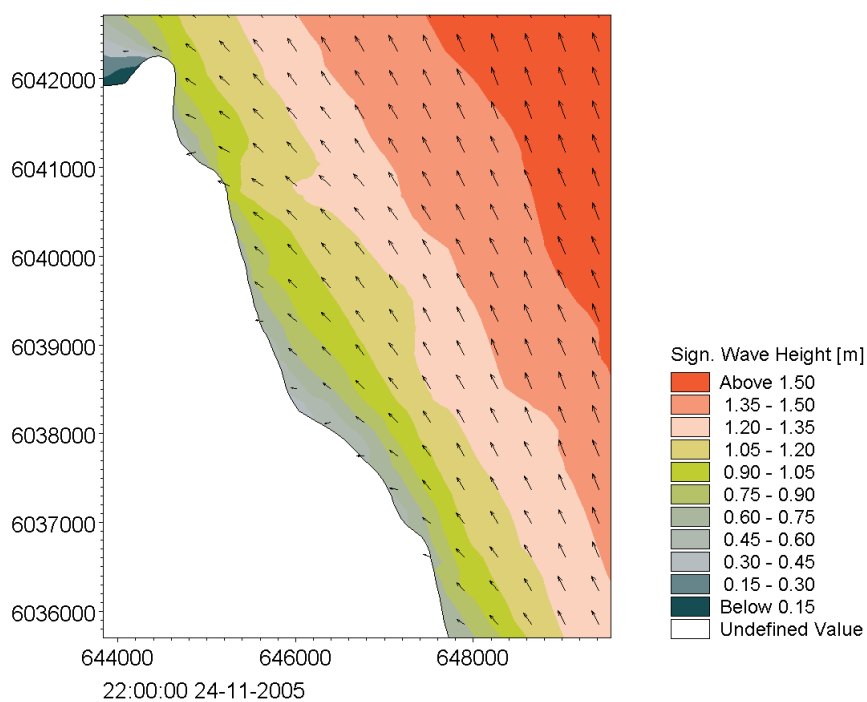 6042000
6041000
6040000
6039000
6038000
6037000
6036000
644000 646000 648000
22:00:00 24-11-2005
Sign. Wave Height [m]
Above 1.50
1.35 - 1.50
1.20 - 1.35
1.05 - 1.20
0.90 - 1.05
0.75 - 0.90
0.60 - 0.75
0.45 - 0.60
0.30 - 0.45
0.15 - 0.30
Below 0.15
Undefined Value